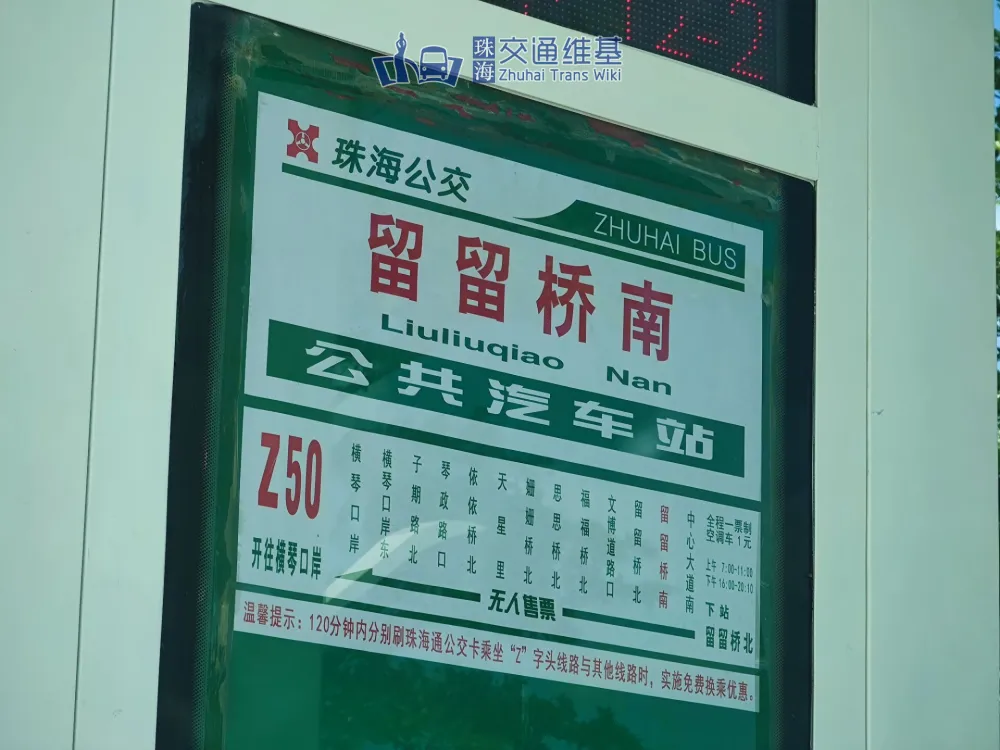 珠海
交通维基
Zhuhai Trans Wiki
珠海公交
ZHUHAI BUS
留留桥南
Liuliuqiao Nan
公共汽车站
Z50
开往横琴口岸
横琴口岸
横琴口岸东
子期路北
琴政路口
依依桥北
天星里
姗姗桥北
思思桥北
福福桥北
文博道路口
留留桥北
留留桥南
中心大道南
全程一票制
空调车 1元
上午 7:00-11:00
下午 16:00-20:10
下站
留留桥北
无人售票
温馨提示：120分钟内分别刷珠海通公交卡乘坐“Z”字头线路与其他线路时，实施免费换乘优惠。